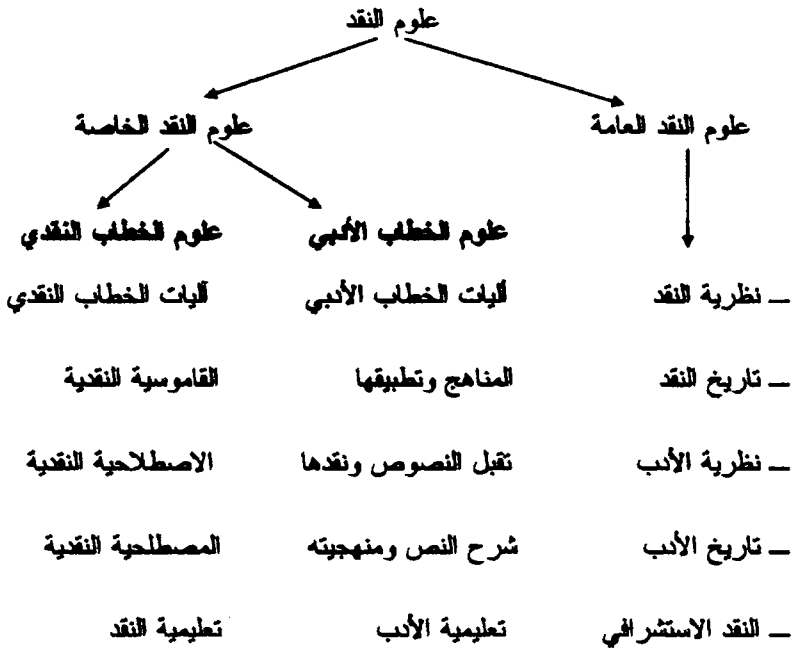 علوم النقد
علوم النقد العامة علوم النقد الخاصة
علوم الخطاب الأدبي علوم الخطاب النقدي
ـ نظرية النقد آليات الخطاب الأدبي آليات الخطاب النقدي
ـ تاريخ النقد المناهج وتطبيقها القاموسية النقدية
ـ نظرية الأدب تقبل النصوص ونقدها الاصطلاحية النقدية
ـ تاريخ الأدب شرح النص ومنهجيته المصطلحية النقدية
ـ النقد الاستشرافي تعليمية الأدب تعليمية النقد